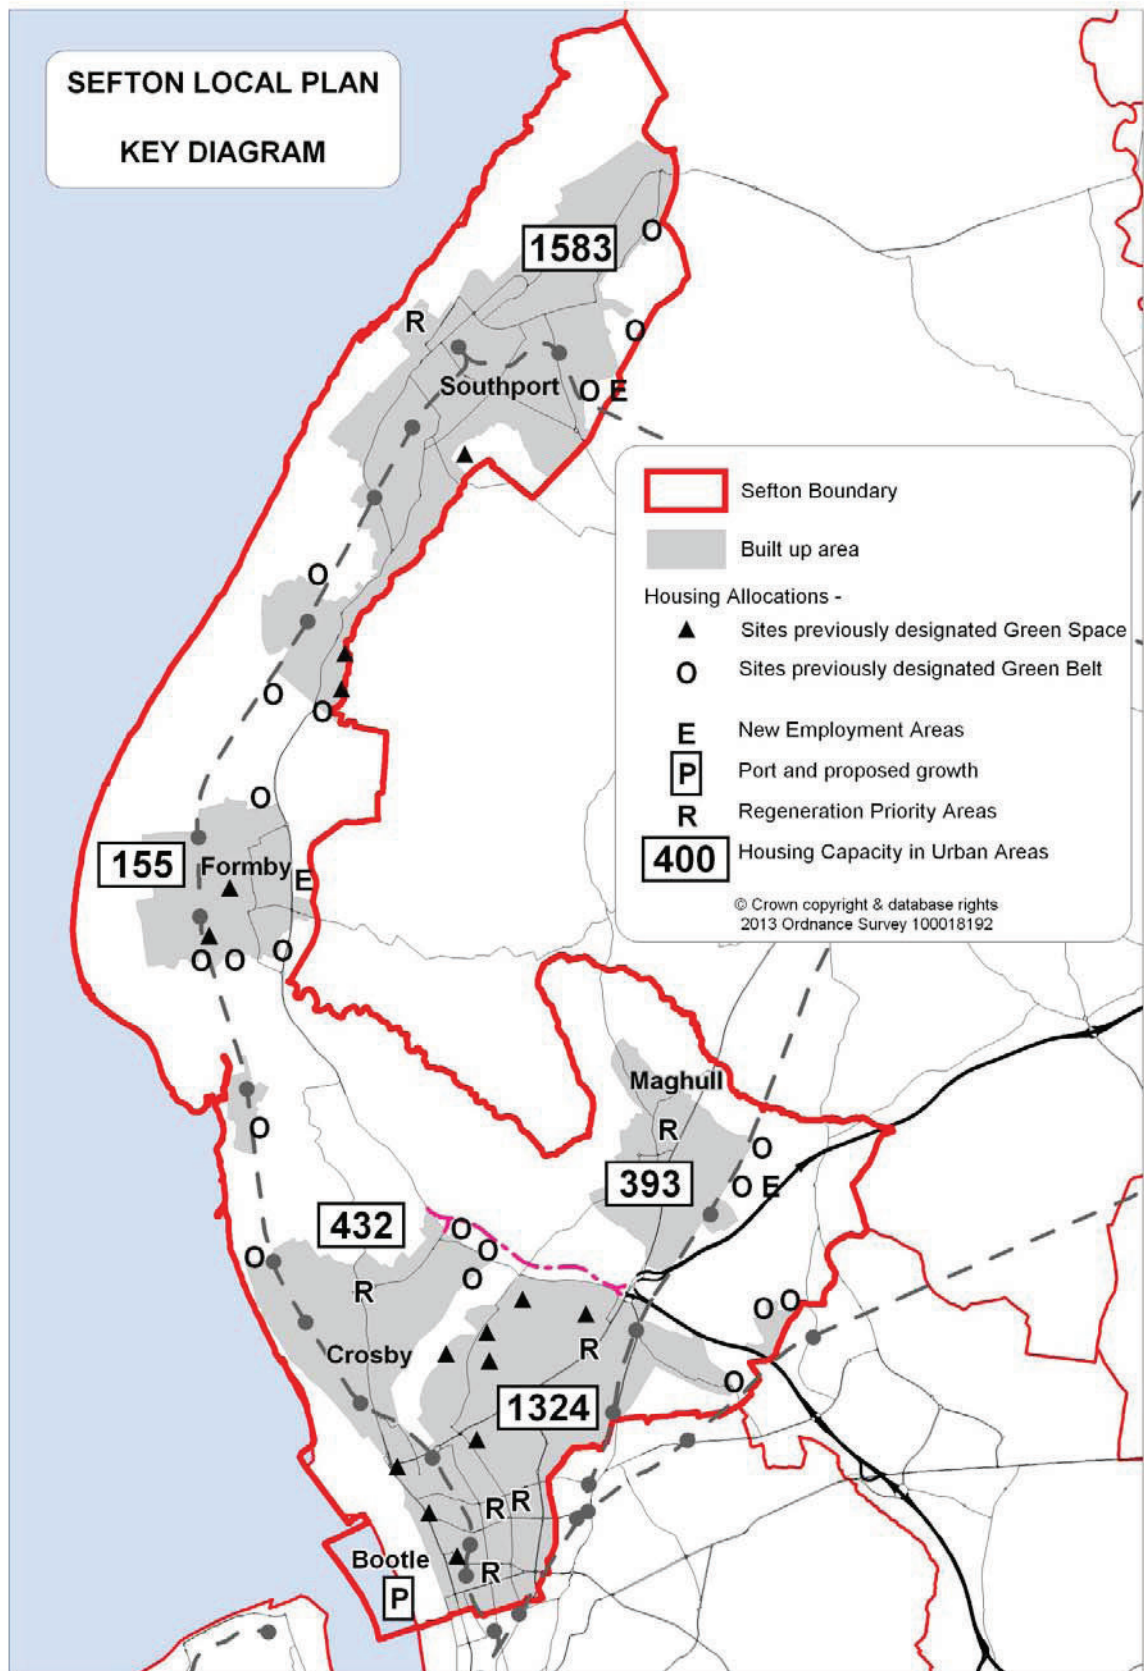 SEFTON LOCAL PLAN
KEY DIAGRAM
O
1583
R
O
Southport
O E
Sefton Boundary
Built up area
Housing Allocations -
Sites previously designated Green Space
O Sites previously designated Green Belt
E New Employment Areas
P Port and proposed growth
R Regeneration Priority Areas
400 Housing Capacity in Urban Areas
© Crown copyright & database rights
2013 Ordnance Survey 100018192
O
O
O
O
155
Formby
E
O O O
Maghull
O
R
O
393
O E
432
O
O
O
O
R
O O
R
Crosby
O
1324
R R
Bootle
R
P